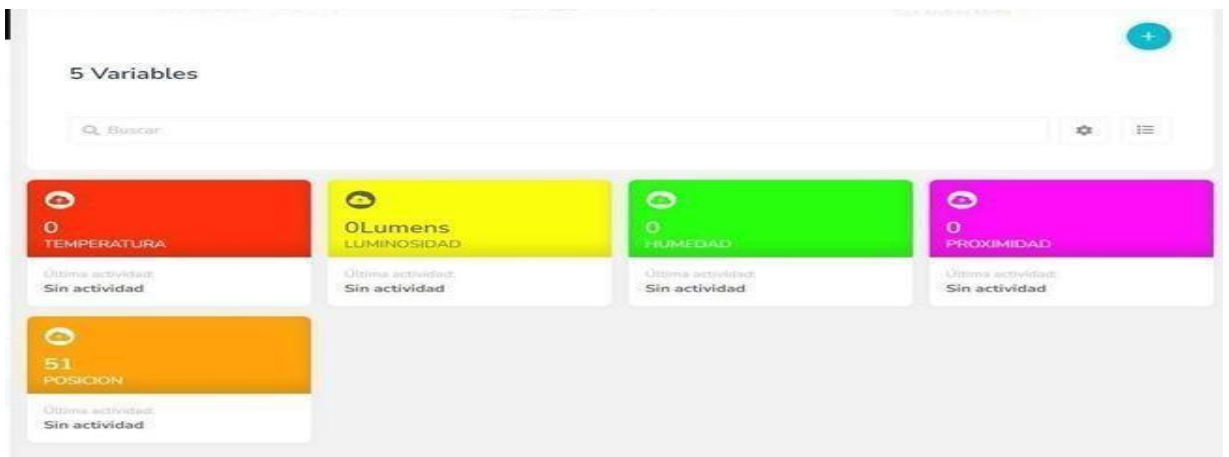 5 Variables
Buscar
0
TEMPERATURA
Última actividad:
Sin actividad
0Lumens
LUMINOSIDAD
Última actividad:
Sin actividad
0
HUMEDAD
Última actividad:
Sin actividad
0
PROXIMIDAD
Última actividad:
Sin actividad
51
POSICION
Última actividad:
Sin actividad